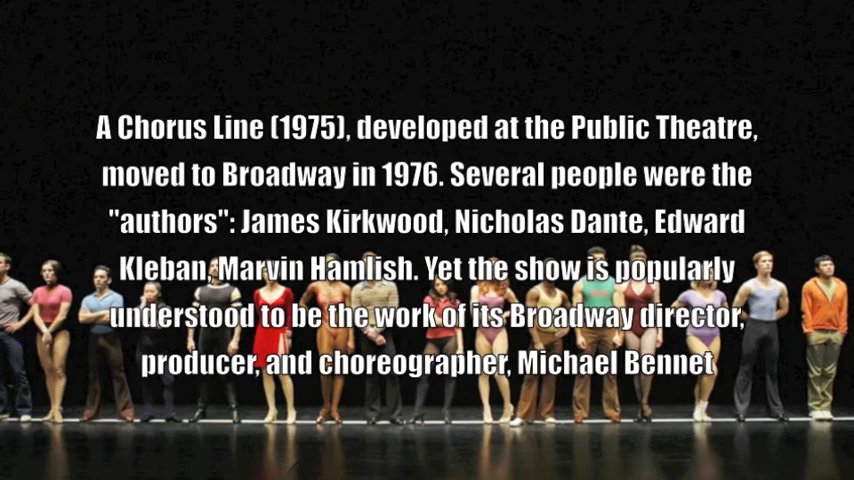 A Chorus Line (1975), developed at the Public Theatre,
moved to Broadway in 1976. Several people were the
"authors": James Kirkwood, Nicholas Dante, Edward
Kleban, Marvin Hamlish. Yet the show is popularly
understood to be the work of its Broadway director,
producer, and choreographer, Michael Bennet